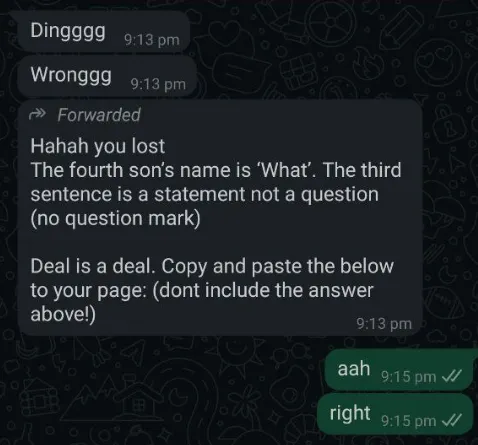 Dingggg
9:13 pm
Wronggg
9:13 pm
Forwarded
Hahah you lost
The fourth son's name is ‘What’. The third
sentence is a statement not a question
(no question mark)
Deal is a deal. Copy and paste the below
to your page: (dont include the answer
above!)
9:13 pm
aah
9:15 pm
right
9:15 pm